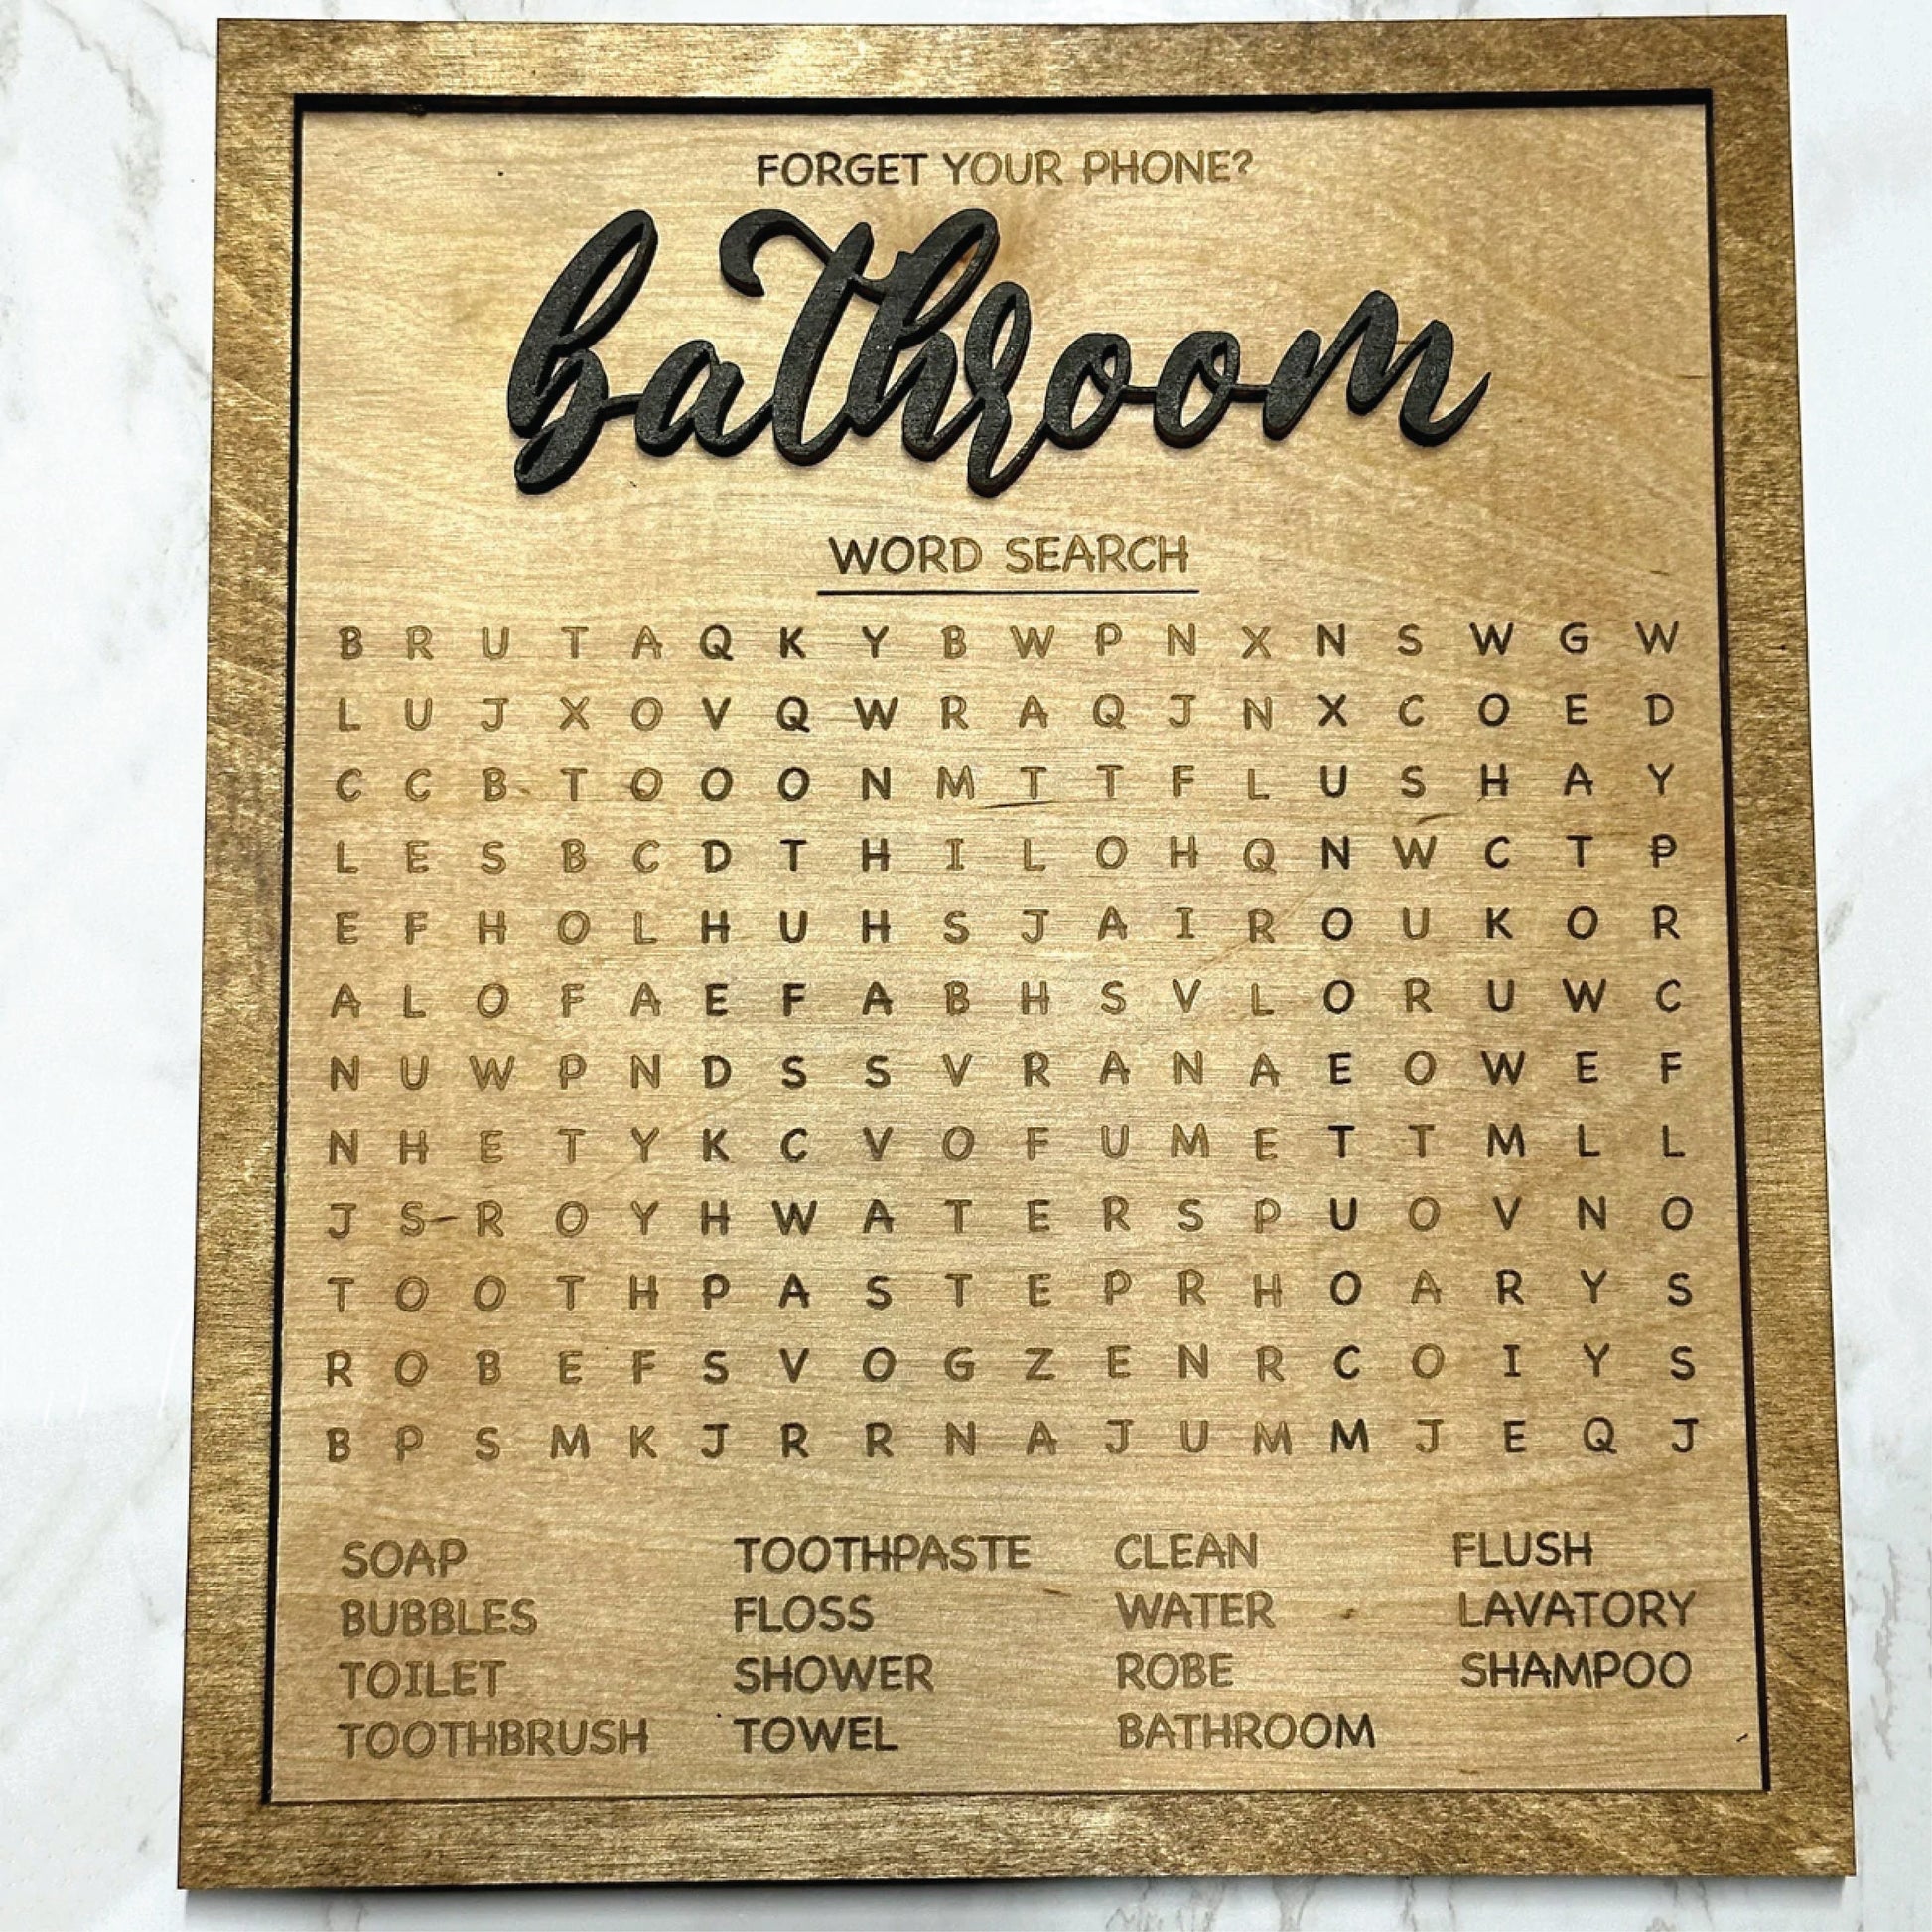 FORGET YOUR PHONE?
bathroom
WORD SEARCH
B R U T A Q K Y B W P N X N S W G W
L U J X O V Q W R A Q J N X C O E D
C C B T O O O N M T T F L U S H A Y
L E S B C D T H I L O H Q N W C T P
E F H O L H U H S J A I R O U K O R
A L O F A E F A B H S V L O R U W C
N U W P N D S S V R A N A E O W E F
N H E T Y K C V O F U M E T T M L L
J S R O Y H W A T E R S P U O V N O
T O O T H P A S T E P R H O A R Y S
R O B E F S V O G Z E N R C O I Y S
B P S M K J R R N A J U M M J E Q J
SOAP TOOTHPASTE CLEAN FLUSH
BUBBLES FLOSS WATER LAVATORY
TOILET SHOWER ROBE SHAMPOO
TOOTHBRUSH TOWEL BATHROOM